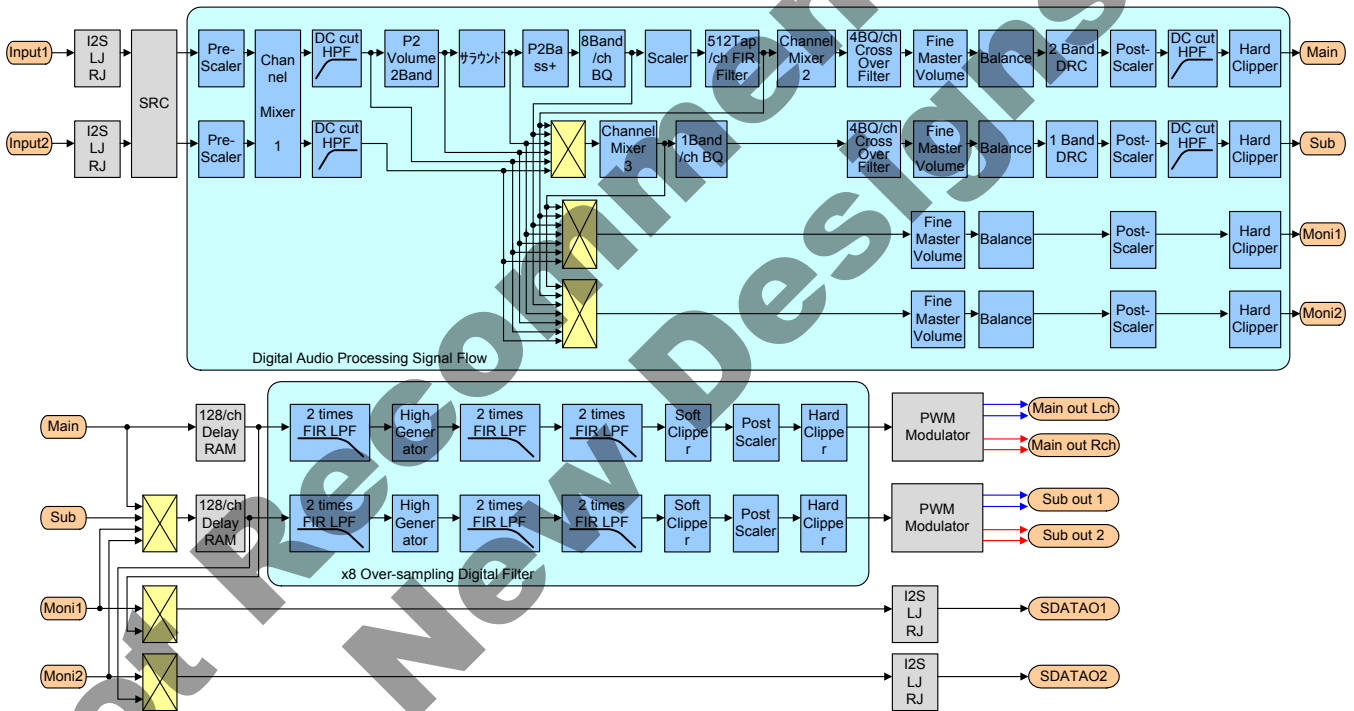 Input1
I2S
LJ
RJ
SRC
Pre-
Scaler
Chan
nel
Mixer
1
DC cut
HPF
P2
Volume
2Band
サラウンド
P2Ba
ss+
8Band
/ch
BQ
Scaler
512Tap
/ch FIR
Filter
Channel
Mixer
2
4BQ/ch
Cross
Over
Filter
Fine
Master
Volume
Balance
2 Band
DRC
Post-
Scaler
DC cut
HPF
Hard
Clipper
Main
Input2
I2S
LJ
RJ
Pre-
Scaler
DC cut
HPF
Channel
Mixer
3
1Band
/ch BQ
4BQ/ch
Cross
Over
Filter
Fine
Master
Volume
Balance
1 Band
DRC
Post-
Scaler
DC cut
HPF
Hard
Clipper
Sub
Fine
Master
Volume
Balance
Post-
Scaler
Hard
Clipper
Moni1
Fine
Master
Volume
Balance
Post-
Scaler
Hard
Clipper
Moni2
Digital Audio Processing Signal Flow
Main
128/ch
Delay
RAM
2 times
FIR LPF
High
Gener
ator
2 times
FIR LPF
2 times
FIR LPF
Soft
Clippe
r
Post
Scaler
Hard
Clippe
r
PWM
Modulator
Main out Lch
Main out Rch
Sub
128/ch
Delay
RAM
2 times
FIR LPF
High
Gener
ator
2 times
FIR LPF
2 times
FIR LPF
Soft
Clippe
r
Post
Scaler
Hard
Clippe
r
PWM
Modulator
Sub out 1
Sub out 2
x8 Over-sampling Digital Filter
Moni1
I2S
LJ
RJ
SDATAO1
Moni2
I2S
LJ
RJ
SDATAO2
ot Recommen
New Designs